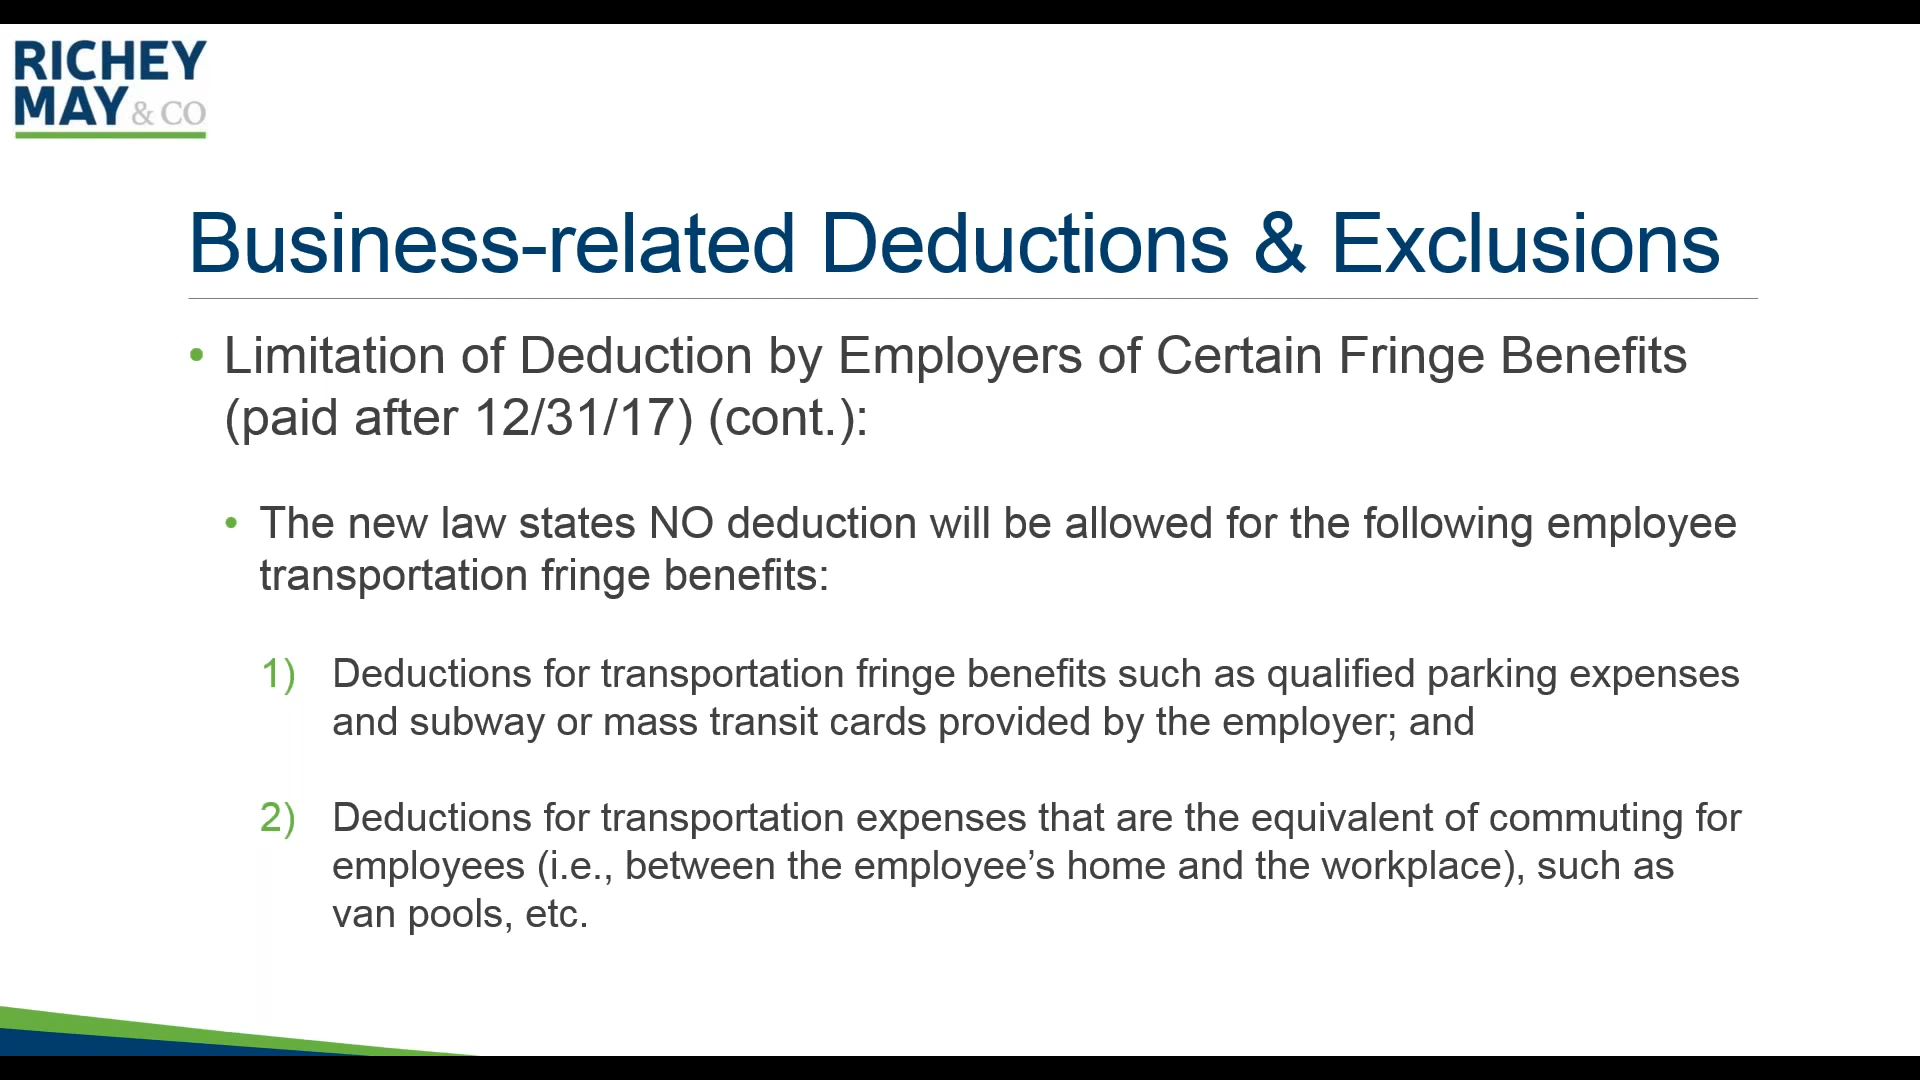 RICHEY
MAY & CO
Business-related Deductions & Exclusions
• Limitation of Deduction by Employers of Certain Fringe Benefits
(paid after 12/31/17) (cont.):
• The new law states NO deduction will be allowed for the following employee
transportation fringe benefits:
1) Deductions for transportation fringe benefits such as qualified parking expenses
and subway or mass transit cards provided by the employer; and
2) Deductions for transportation expenses that are the equivalent of commuting for
employees (i.e., between the employee’s home and the workplace), such as
van pools, etc.